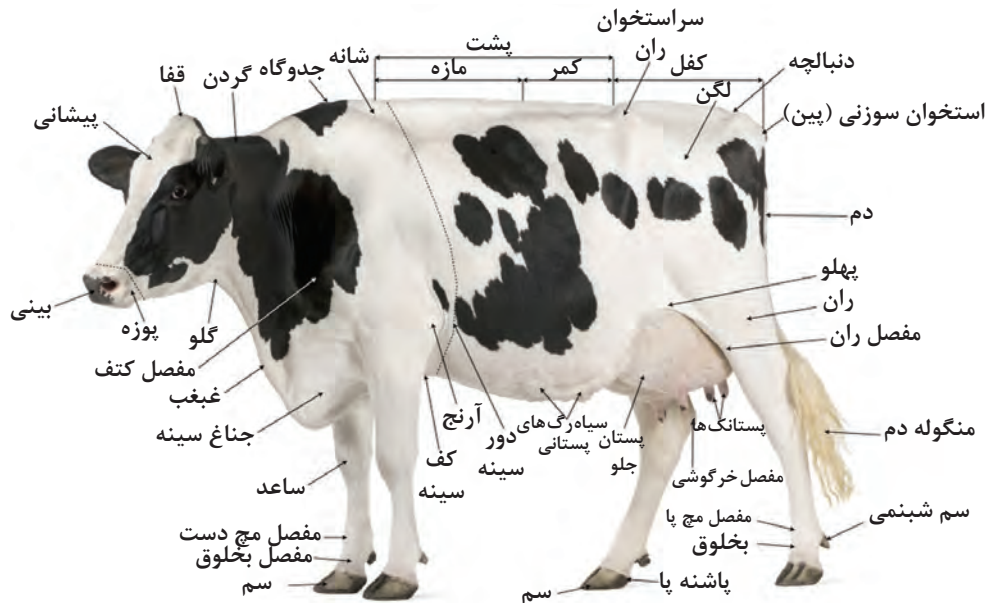 سراستخوان
ران
پشت
کفل
مازه
کمر
شانه
جدوگاه
گردن
قفا
پیشانی
لگن
دنبالچه
استخوان سوزنی (پین)
دم
پهلو
ران
مفصل ران
بینی
پوزه
گلو
مفصل کتف
غبغب
جناغ سینه
آرنج
کف
سینه
دور
سینه
سیاه‌رگ‌های
پستانی
پستان
جلو
پستانک‌ها
مفصل خرگوشی
منگوله دم
ساعد
مفصل مچ دست
مفصل بخلوق
سم
سم
پاشنه پا
مفصل مچ پا
بخلوق
سم شبنمی